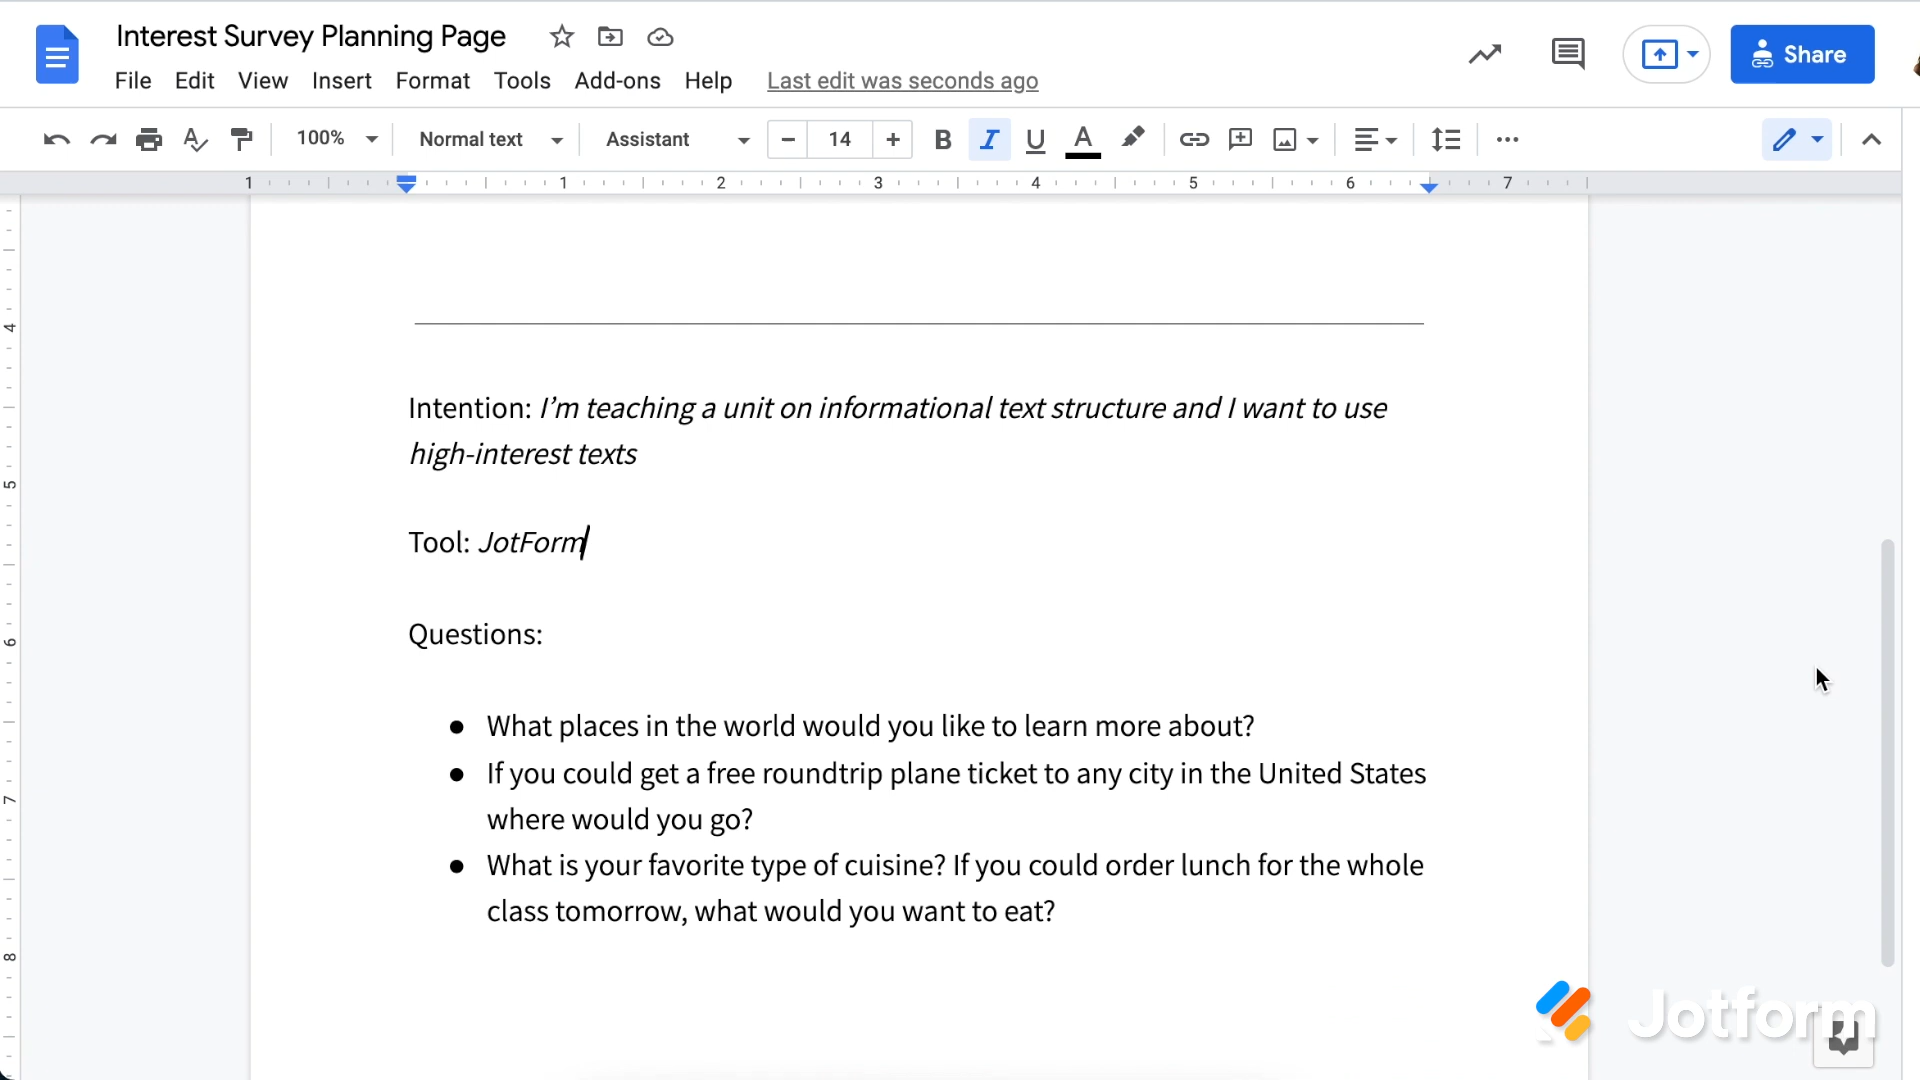 Interest Survey Planning Page
File Edit View Insert Format Tools Add-ons Help Last edit was seconds ago
Share
100% Normal text Assistant − 14 + B I U A
1 1 2 3 4 5 6 7
4
5
6
7
8
Intention: I’m teaching a unit on informational text structure and I want to use
high-interest texts
Tool: JotForm
Questions:
● What places in the world would you like to learn more about?
● If you could get a free roundtrip plane ticket to any city in the United States
where would you go?
● What is your favorite type of cuisine? If you could order lunch for the whole
class tomorrow, what would you want to eat?
Jotform